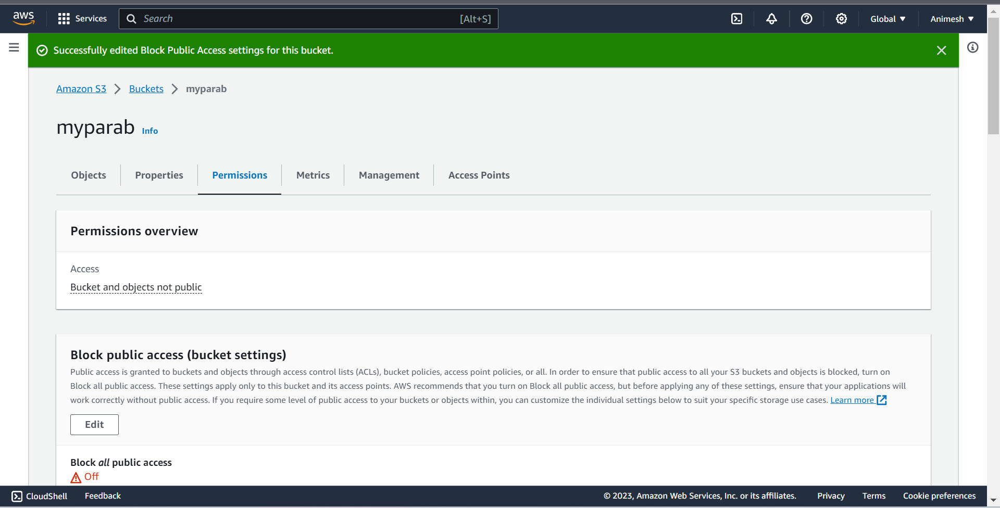 aws
Services
Search
[Alt+S]
Global
Animesh
Successfully edited Block Public Access settings for this bucket.
Amazon S3
Buckets
myparab
myparab
Info
Objects
Properties
Permissions
Metrics
Management
Access Points
Permissions overview
Access
Bucket and objects not public
Block public access (bucket settings)
Public access is granted to buckets and objects through access control lists (ACLs), bucket policies, access point policies, or all. In order to ensure that public access to all your S3 buckets and objects is blocked, turn on
Block all public access. These settings apply only to this bucket and its access points. AWS recommends that you turn on Block all public access, but before applying any of these settings, ensure that your applications will
work correctly without public access. If you require some level of public access to your buckets or objects within, you can customize the individual settings below to suit your specific storage use cases. Learn more
Edit
Block all public access
Off
CloudShell
Feedback
© 2023, Amazon Web Services, Inc. or its affiliates.
Privacy
Terms
Cookie preferences